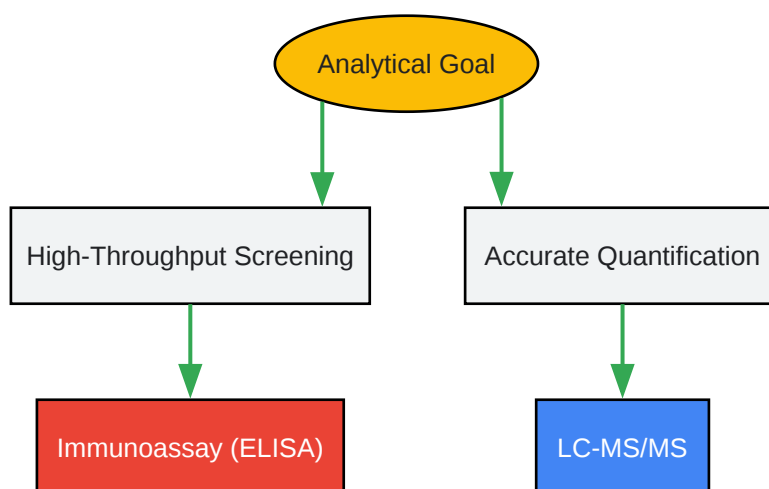 Analytical Goal
High-Throughput Screening
Accurate Quantification
Immunoassay (ELISA)
LC-MS/MS